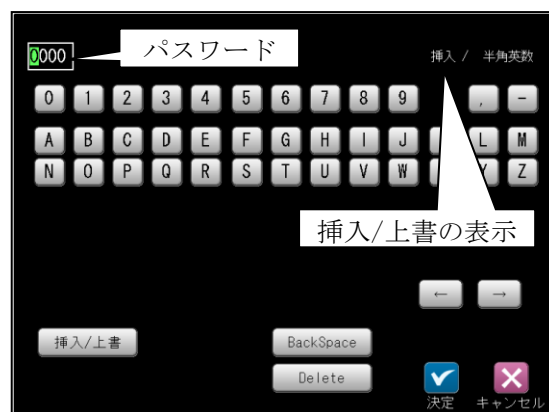 0000
パスワード
挿入 / 半角英数
0 1 2 3 4 5 6 7 8 9 , -
A B C D E F G H I J L M
N O P Q R S T U V W Y Z
挿入/上書の表示
← →
挿入/上書
BackSpace
Delete
決定 キャンセル